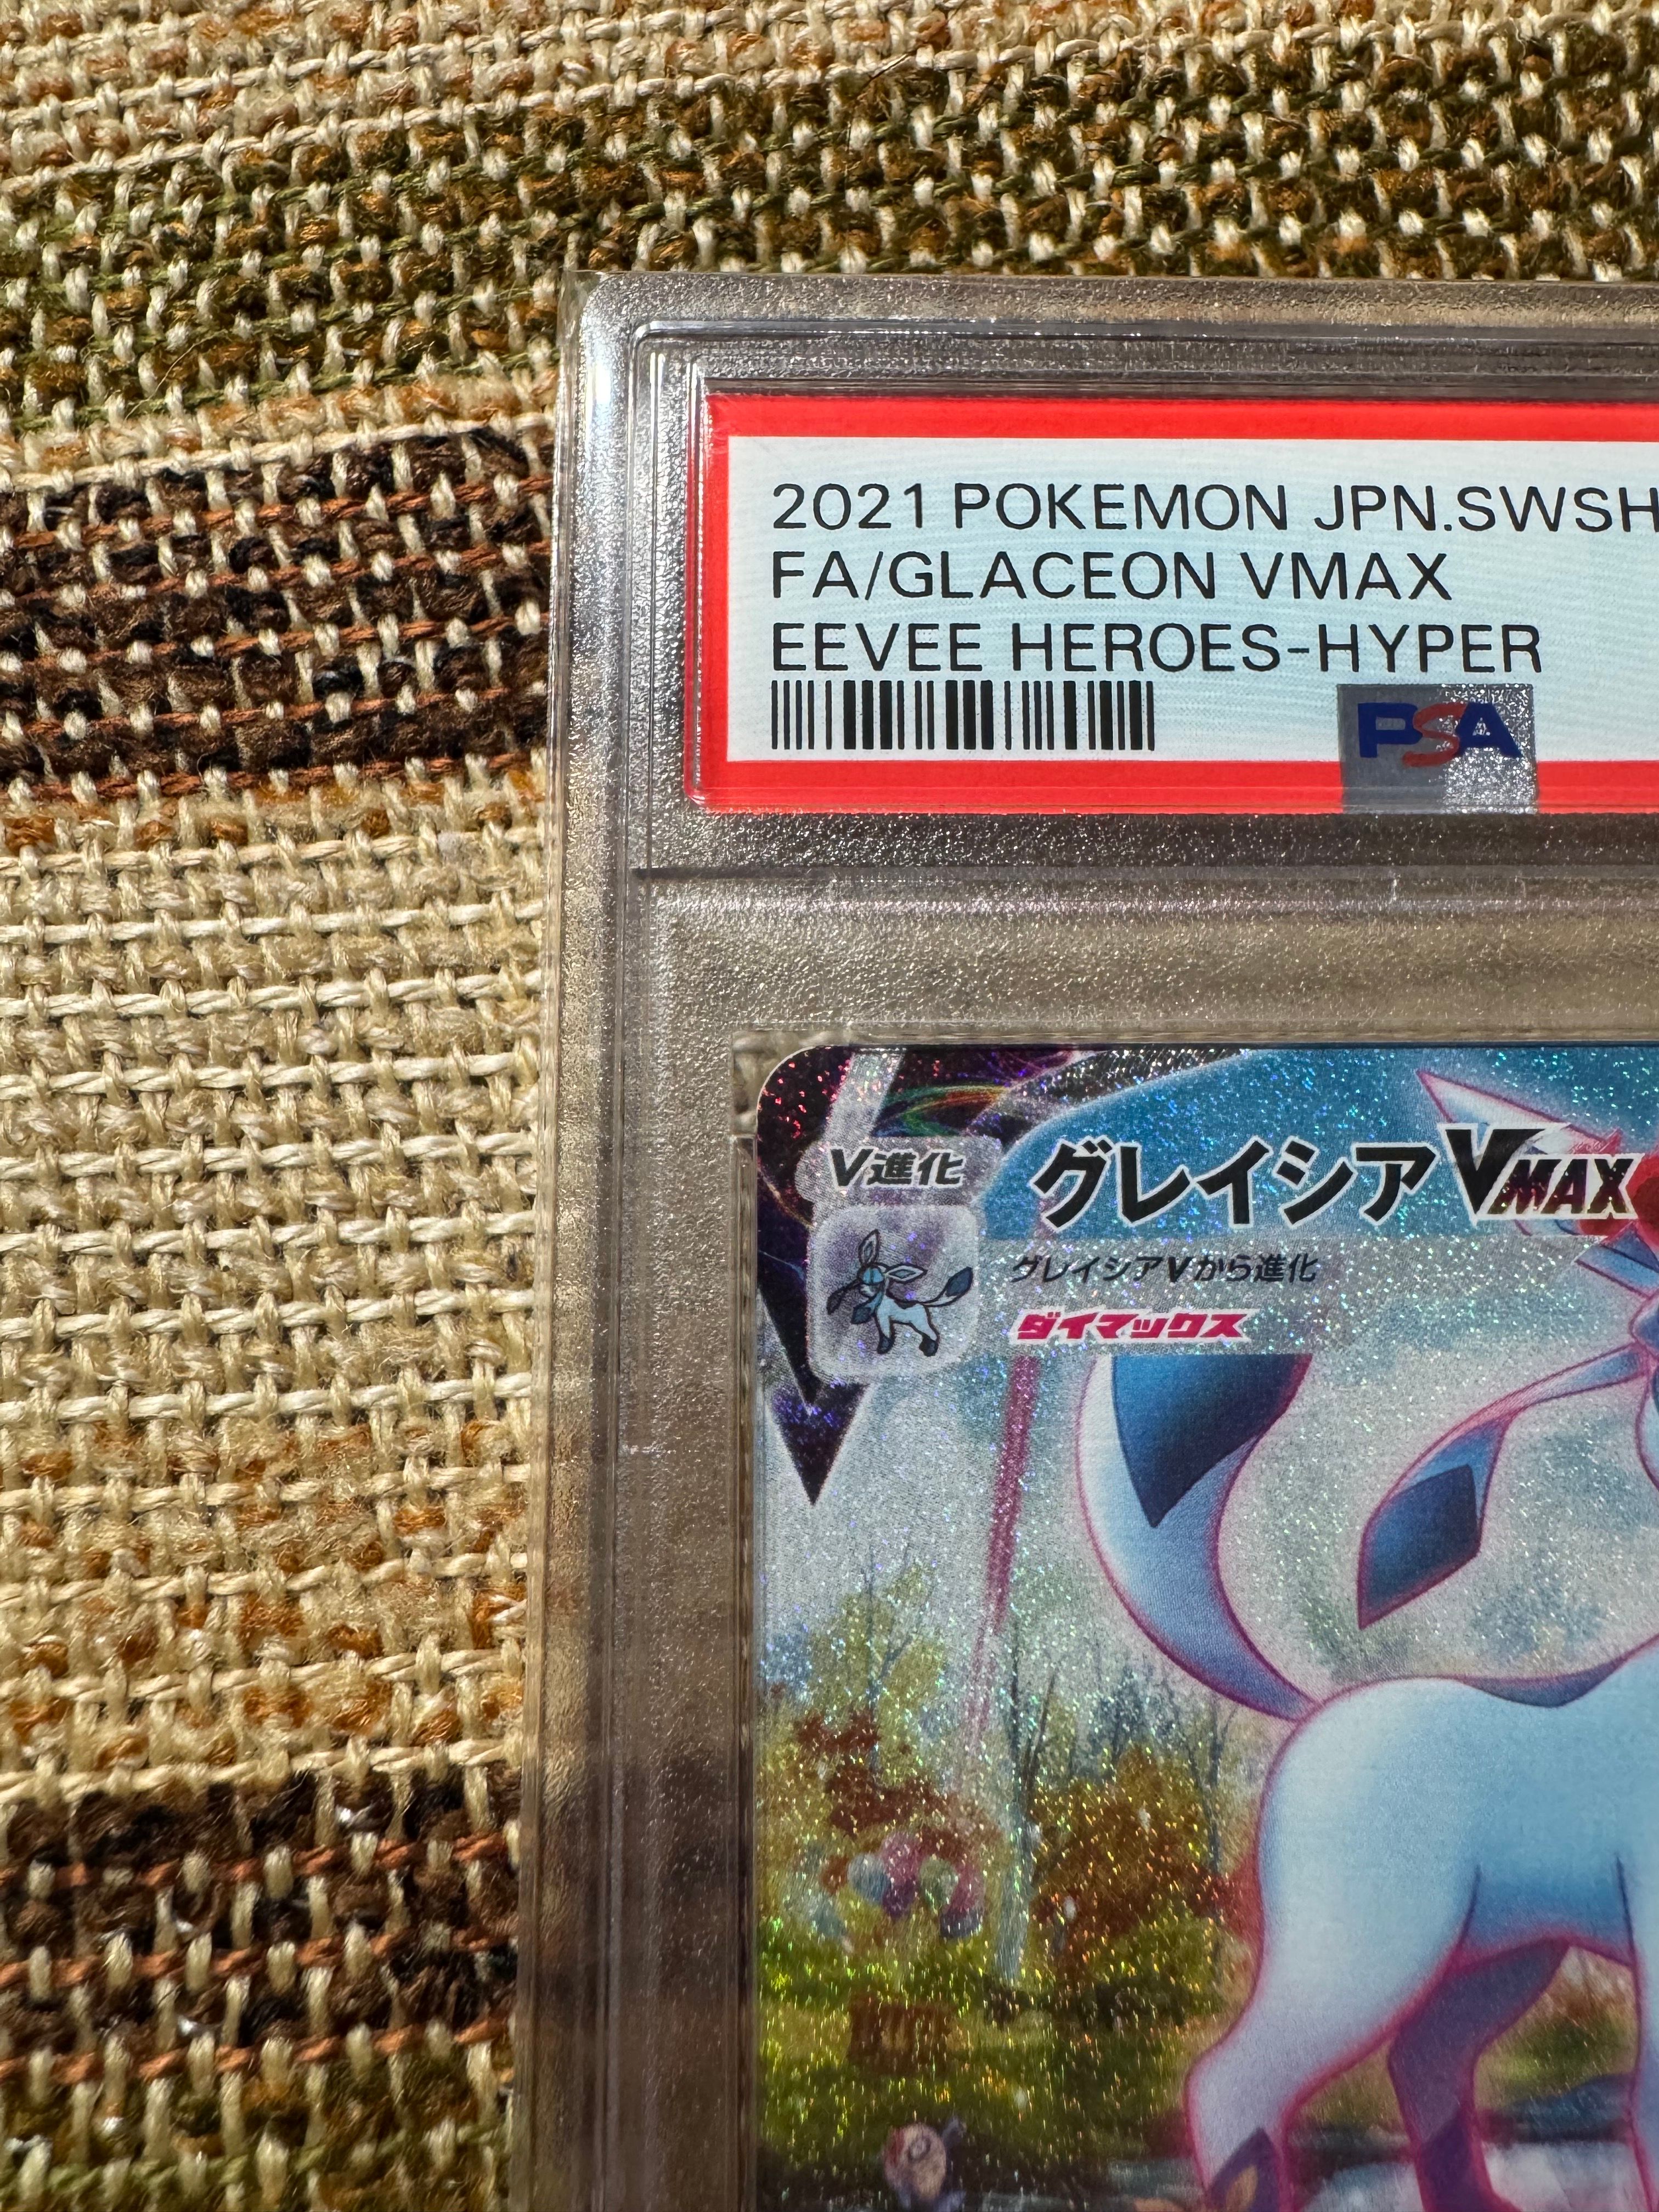 2021 POKEMON JPN.SWSH
FA/GLACEON VMAX
EEVEE HEROES-HYPER
PSA
V進化
グレイシアVMAX
グレイシアVから進化
ダイマックス